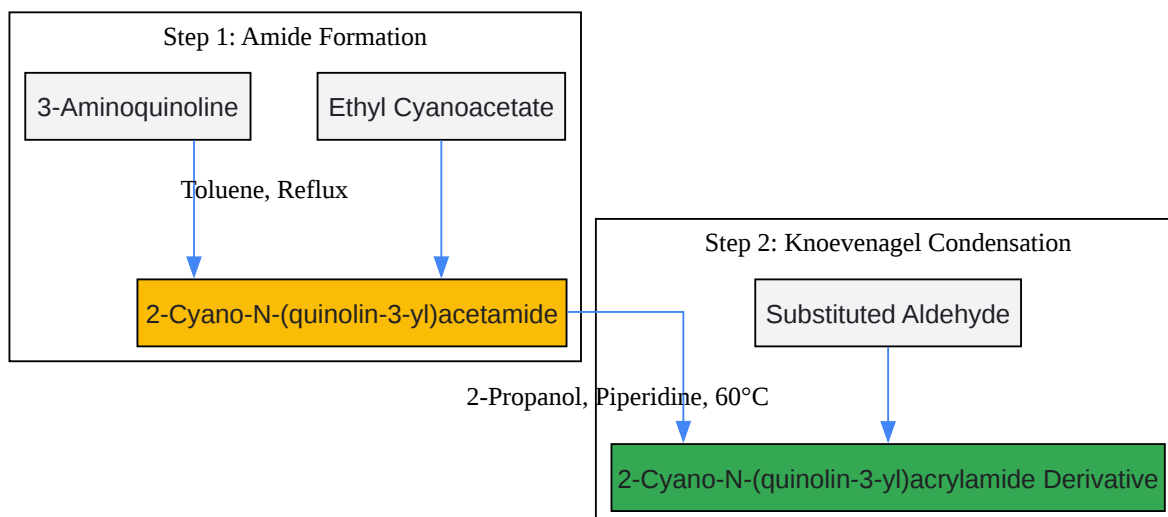 Step 1: Amide Formation
3-Aminoquinoline
Ethyl Cyanoacetate
Toluene, Reflux
2-Cyano-N-(quinolin-3-yl)acetamide
Step 2: Knoevenagel Condensation
Substituted Aldehyde
2-Propanol, Piperidine, 60°C
2-Cyano-N-(quinolin-3-yl)acrylamide Derivative